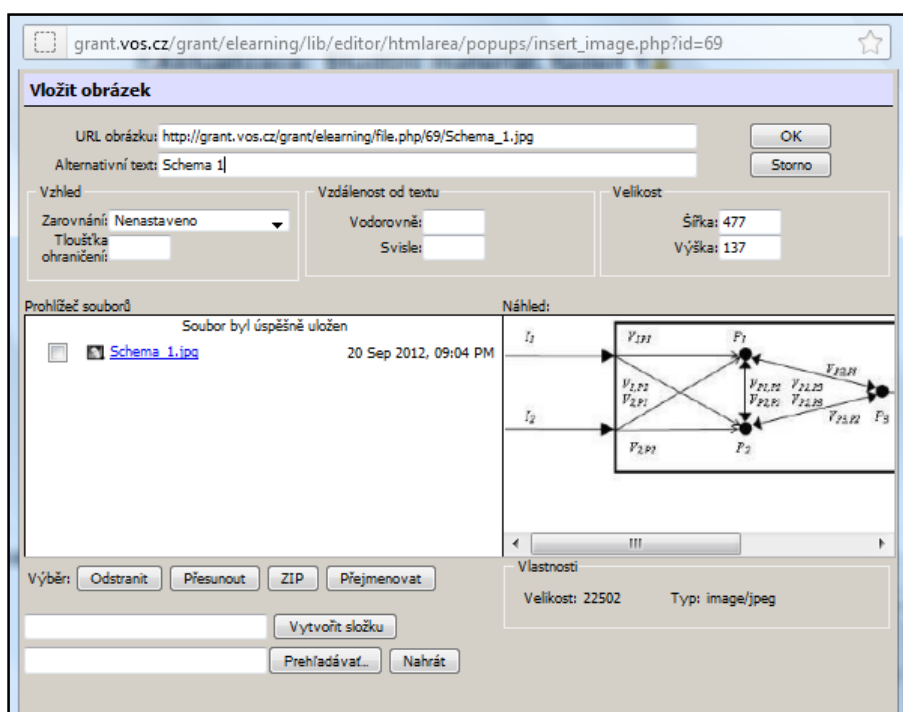 grant.vos.cz/grant/elearning/lib/editor/htmlarea/popups/insert_image.php?id=69
Vložit obrázek
URL obrázku: http://grant.vos.cz/grant/elearning/file.php/69/Schema_1.jpg
OK
Alternativní text: Schema 1
Storno
Vzhled
Vzdálenost od textu
Velikost
Zarovnání: Nenastaveno
Vodorovně:
Šířka: 477
Tloušťka
ohraničení:
Svisle:
Výška: 137
Prohlížeč souborů
Náhled:
Soubor byl úspěšně uložen
Schema_1.jpg 20 Sep 2012, 09:04 PM
I1
P1
I2
P2
P3
Výběr: Odstranit Přesunout ZIP Přejmenovat
Vlastnosti
Velikost: 22502 Typ: image/jpeg
Vytvořit složku
Prehľadávať... Nahrát